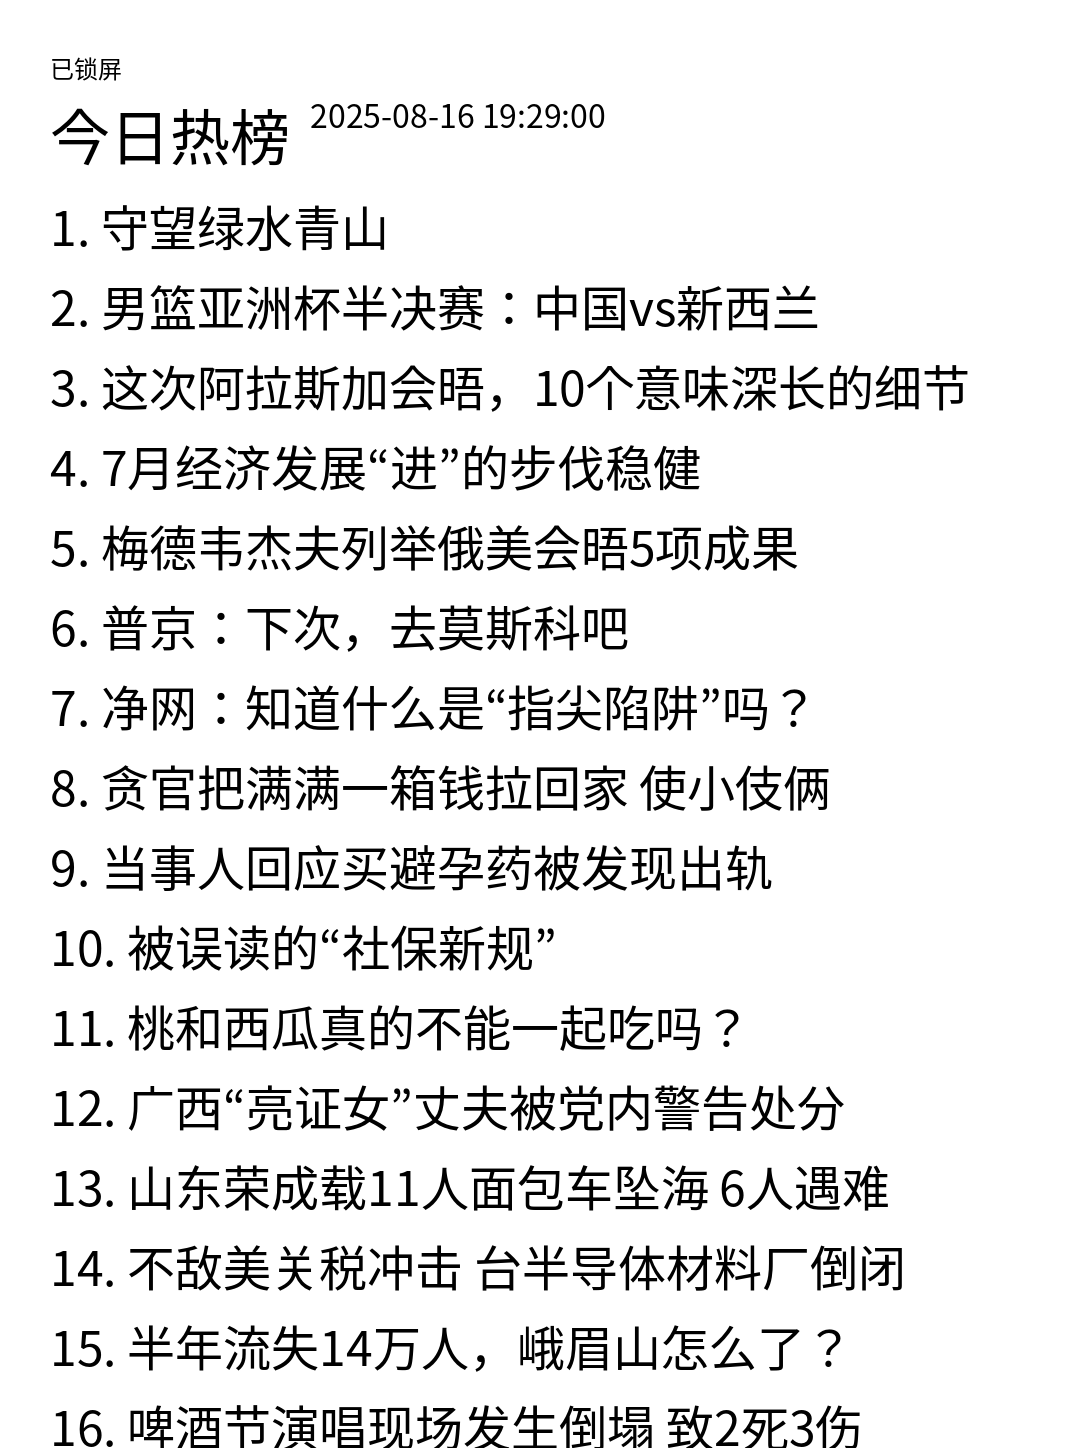 已锁屏
今日热榜 2025-08-16 19:29:00
1. 守望绿水青山
2. 男篮亚洲杯半决赛：中国vs新西兰
3. 这次阿拉斯加会晤，10个意味深长的细节
4. 7月经济发展“进”的步伐稳健
5. 梅德韦杰夫列举俄美会晤5项成果
6. 普京：下次，去莫斯科吧
7. 净网：知道什么是“指尖陷阱”吗？
8. 贪官把满满一箱钱拉回家 使小伎俩
9. 当事人回应买避孕药被发现出轨
10. 被误读的“社保新规”
11. 桃和西瓜真的不能一起吃吗？
12. 广西“亮证女”丈夫被党内警告处分
13. 山东荣成载11人面包车坠海 6人遇难
14. 不敌美关税冲击 台半导体材料厂倒闭
15. 半年流失14万人，峨眉山怎么了？
16. 啤酒节演唱现场发生倒塌 致2死3伤